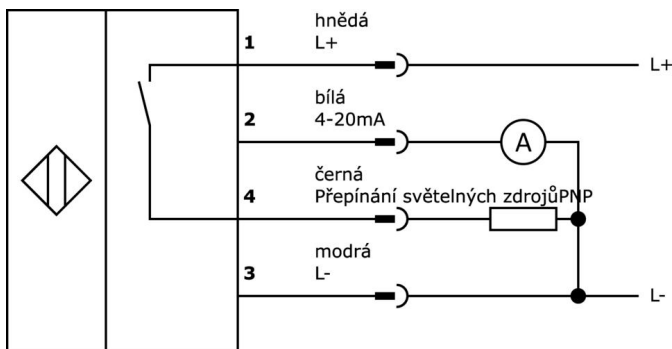 hnědá
1 L+
L+
bílá
2 4-20mA
A
černá
Přepínání světelných zdrojůPNP
4
modrá
3 L-
L-